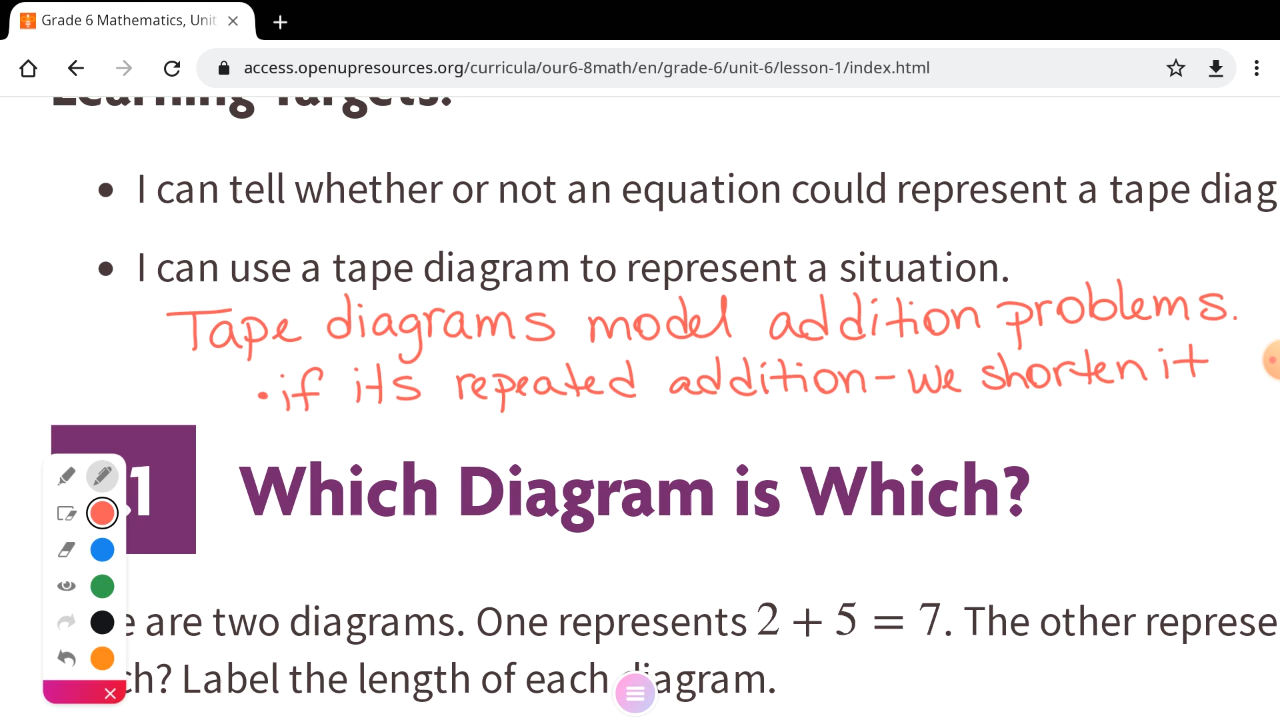 Grade 6 Mathematics, Unit
access.openupresources.org/curricula/our6-8math/en/grade-6/unit-6/lesson-1/index.html
Learning Targets:
• I can tell whether or not an equation could represent a tape diag
• I can use a tape diagram to represent a situation.
Tape diagrams model addition problems.
• if its repeated addition - we shorten it
.1 Which Diagram is Which?
e are two diagrams. One represents 2 + 5 = 7. The other represe
ch? Label the length of each diagram.